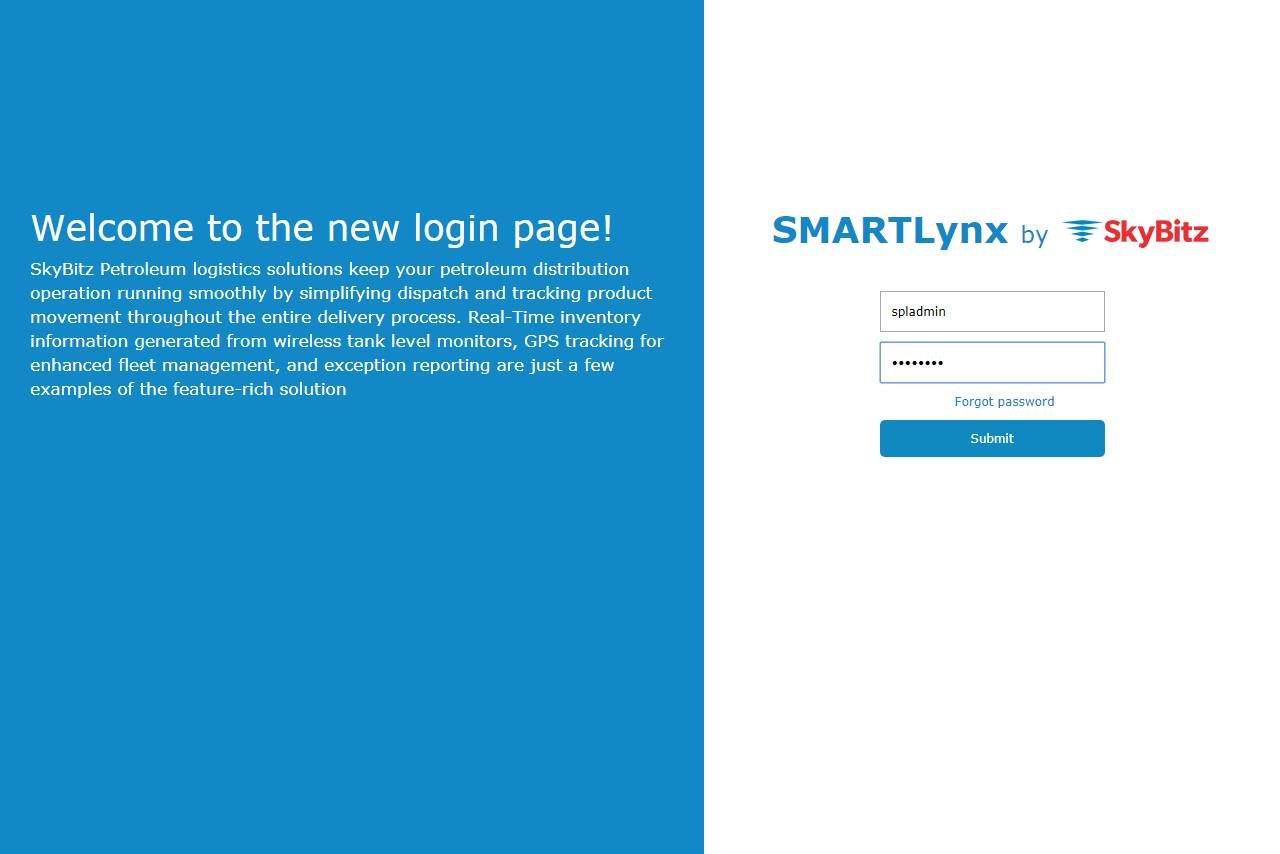 Welcome to the new login page!
SkyBitz Petroleum logistics solutions keep your petroleum distribution
operation running smoothly by simplifying dispatch and tracking product
movement throughout the entire delivery process. Real-Time inventory
information generated from wireless tank level monitors, GPS tracking for
enhanced fleet management, and exception reporting are just a few
examples of the feature-rich solution
SMARTLynx by SkyBitz
spladmin
••••••••
Forgot password
Submit